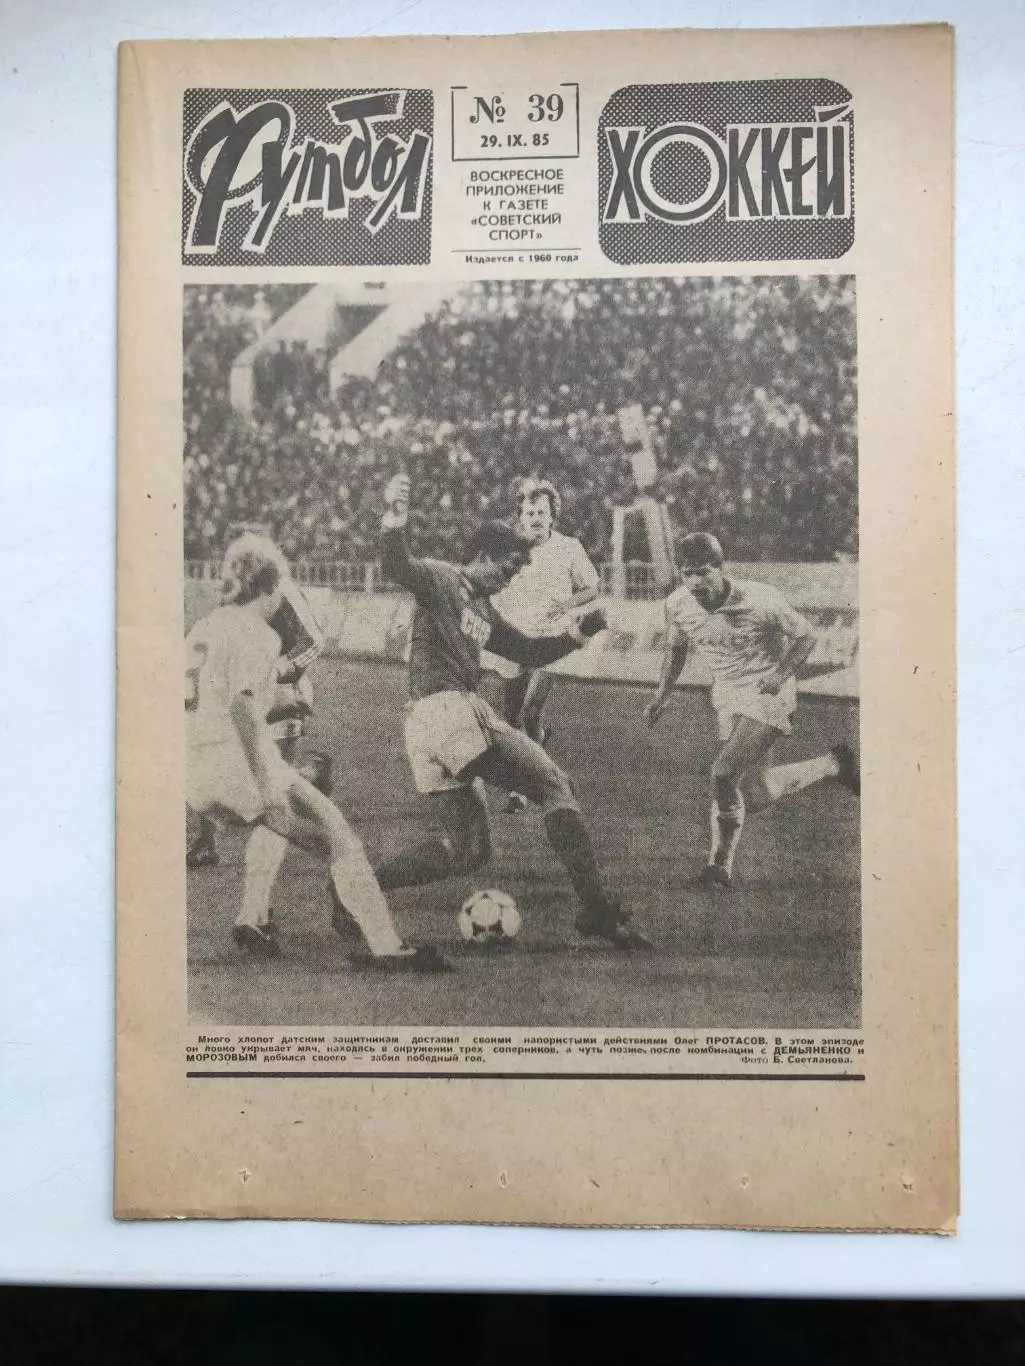 Футбол
№ 39
29. IX. 85
ВОСКРЕСНОЕ
ПРИЛОЖЕНИЕ
К ГАЗЕТЕ
«СОВЕТСКИЙ
СПОРТ»
Издается с 1960 года
ХОККЕЙ
СССР
Много хлопот датским защитникам доставил своими напористыми действиями Олег ПРОТАСОВ. В этом эпизоде
он ловко укрывает мяч, находясь в окружении трех соперников, а чуть позже после комбинации с ДЕМЬЯНЕНКО и
МОРОЗОВЫМ добился своего — забил победный гол. Фото Б. Светланова.